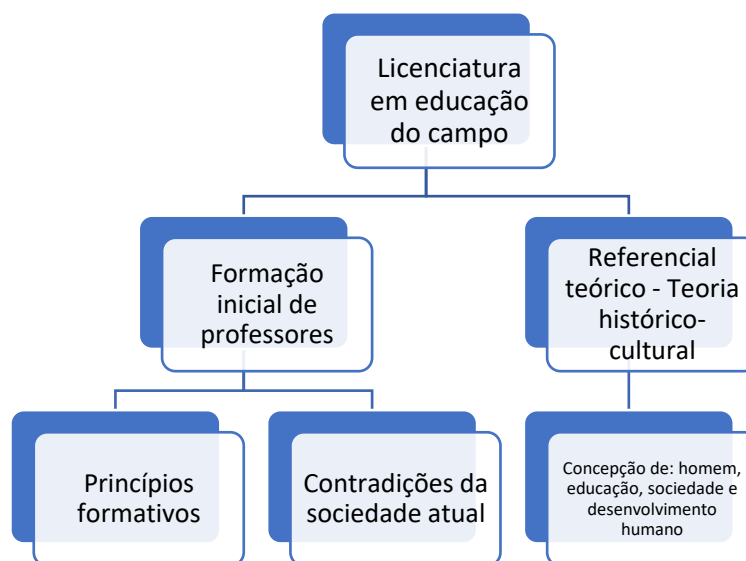 Licenciatura
em educação
do campo
Formação
inicial de
professores
Referencial
teórico - Teoria
histórico-
cultural
Princípios
formativos
Contradições da
sociedade atual
Concepção de: homem,
educação, sociedade e
desenvolvimento
humano